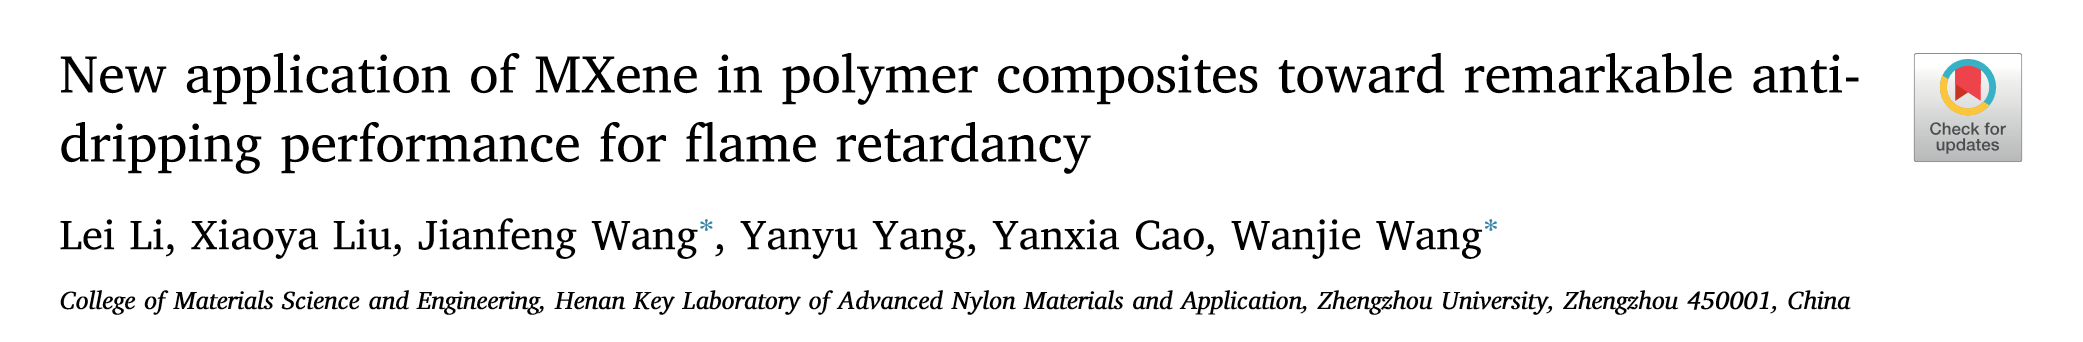 New application of MXene in polymer composites toward remarkable anti-
dripping performance for flame retardancy
Check for
updates
Lei Li, Xiaoya Liu, Jianfeng Wang*, Yanyu Yang, Yanxia Cao, Wanjie Wang*
College of Materials Science and Engineering, Henan Key Laboratory of Advanced Nylon Materials and Application, Zhengzhou University, Zhengzhou 450001, China